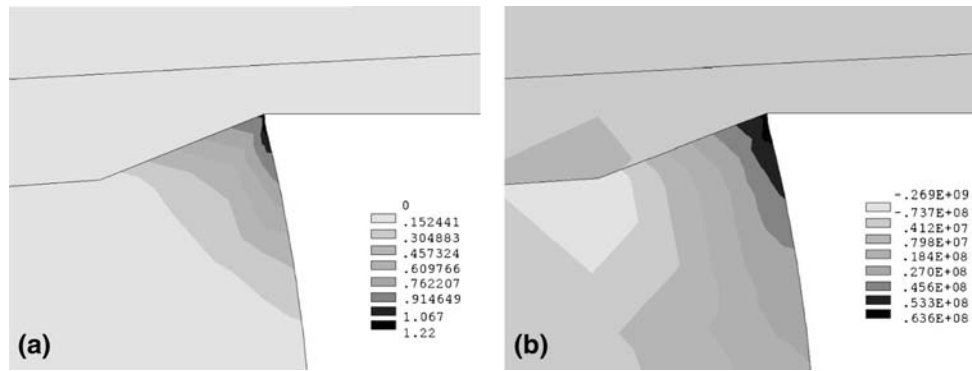 0
.152441
.304883
.457324
.609766
.762207
.914649
1.067
1.22
(a)
-.269E+09
-.737E+08
.412E+07
.798E+07
.184E+08
.270E+08
.456E+08
.533E+08
.636E+08
(b)